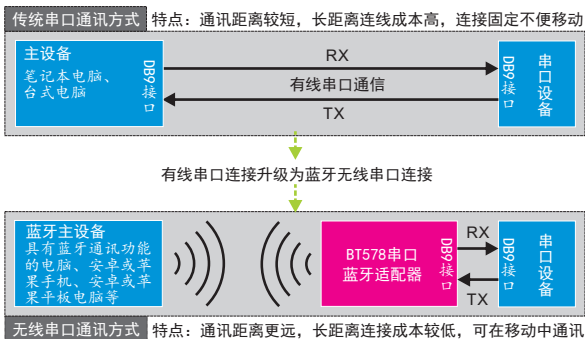 传统串口通讯方式 特点：通讯距离较短，长距离连线成本高，连接固定不便移动
主设备
笔记本电脑、
台式电脑
DB9接口
RX
有线串口通信
TX
DB9接口
串口设备
有线串口连接升级为蓝牙无线串口连接
蓝牙主设备
具有蓝牙通讯功能
的电脑、安卓或苹
果手机、安卓或苹
果平板电脑等
BT578串口
蓝牙适配器
DB9接口
RX
TX
DB9接口
串口设备
无线串口通讯方式 特点：通讯距离更远，长距离连接成本较低，可在移动中通讯